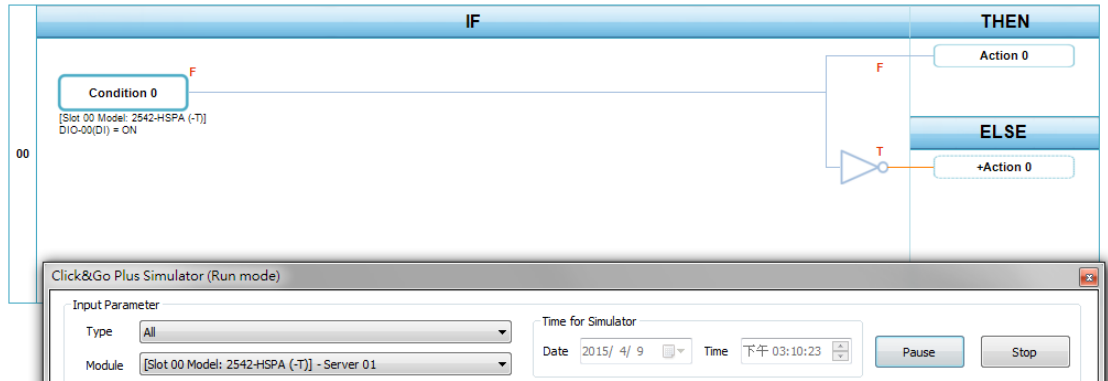 IF THEN
F
Condition 0
F
Action 0
[Slot 00 Model: 2542-HSPA (-T)]
DIO-00(DI) = ON
ELSE
00
T
+Action 0
Click&Go Plus Simulator (Run mode)
Input Parameter
Type All
Module [Slot 00 Model: 2542-HSPA (-T)] - Server 01
Time for Simulator
Date 2015/ 4/ 9 Time 下午 03:10:23
Pause Stop